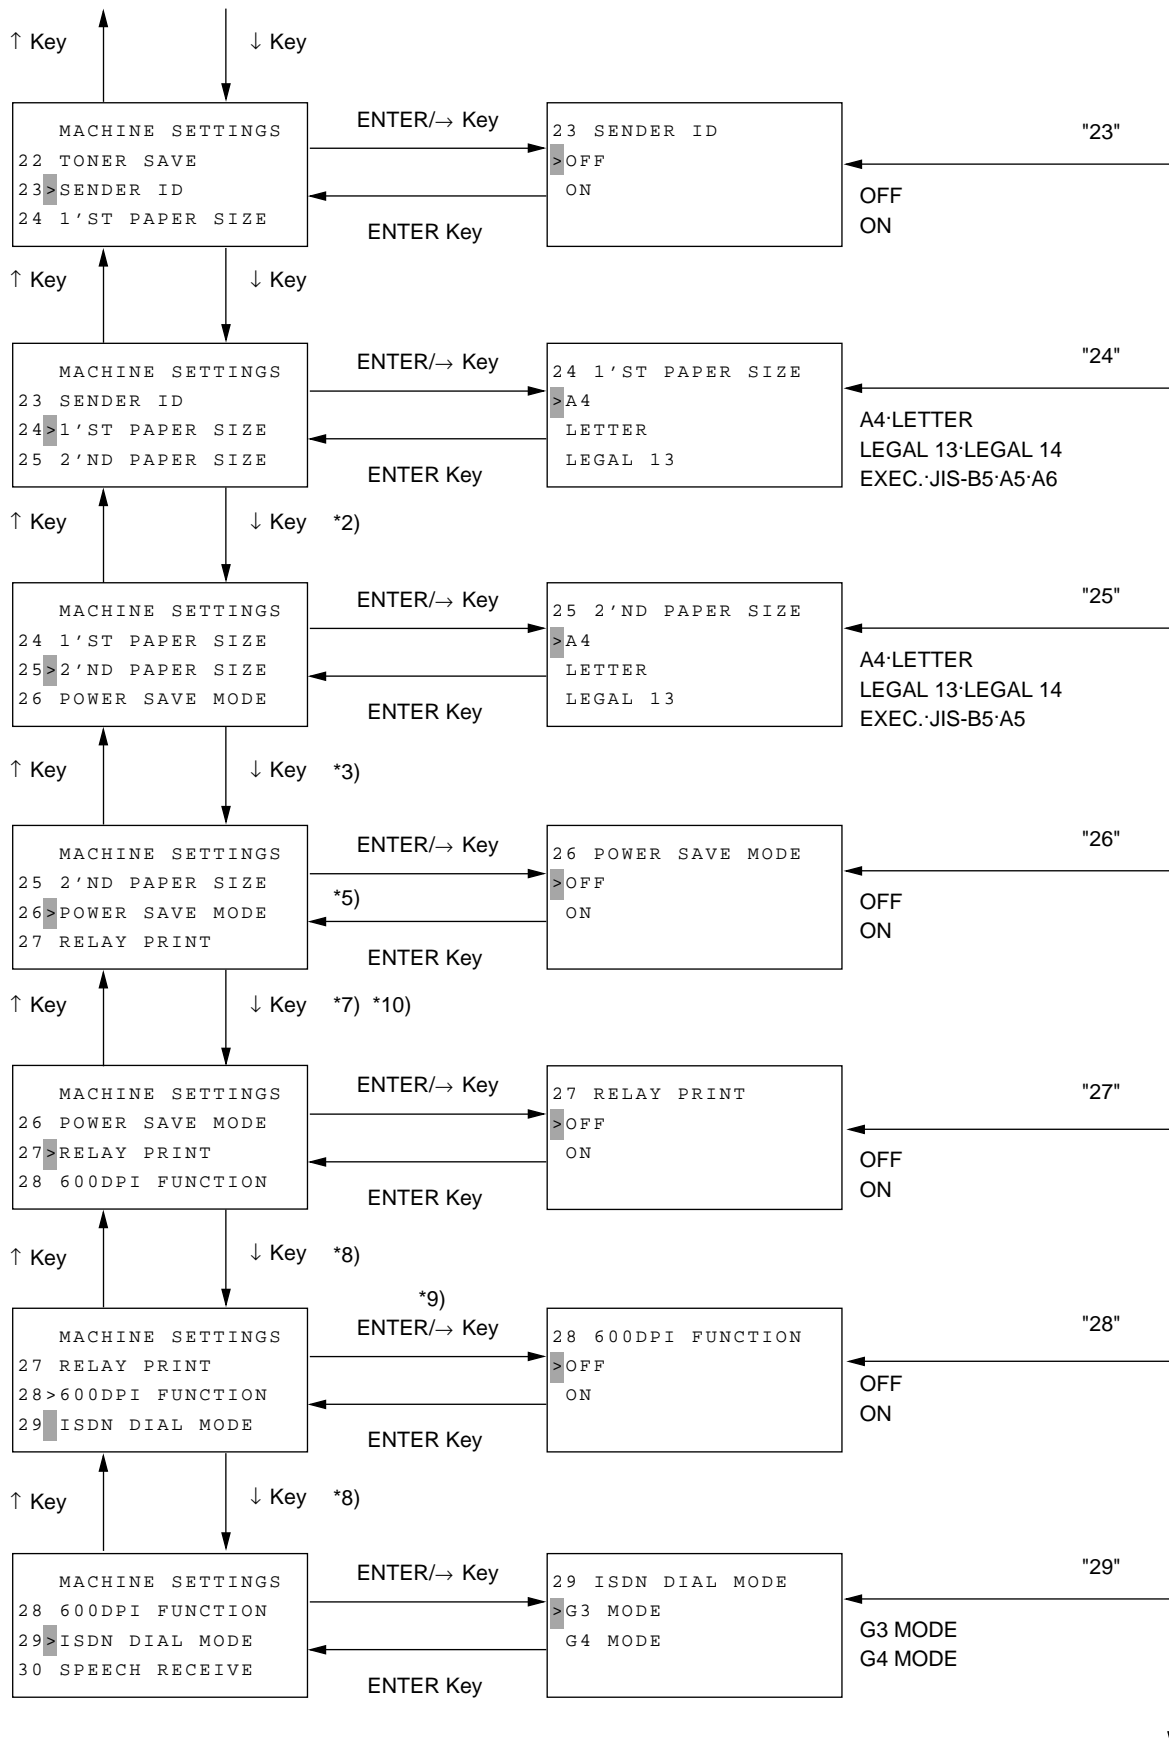 ↑ Key
↓ Key
MACHINE SETTINGS
22 TONER SAVE
23>SENDER ID
24 1'ST PAPER SIZE
ENTER/→ Key
ENTER Key
23 SENDER ID
>OFF
ON
"23"
OFF
ON
↑ Key
↓ Key
MACHINE SETTINGS
23 SENDER ID
24>1'ST PAPER SIZE
25 2'ND PAPER SIZE
ENTER/→ Key
ENTER Key
24 1'ST PAPER SIZE
>A4
LETTER
LEGAL 13
"24"
A4·LETTER
LEGAL 13·LEGAL 14
EXEC.·JIS-B5·A5·A6
↑ Key
↓ Key *2)
MACHINE SETTINGS
24 1'ST PAPER SIZE
25>2'ND PAPER SIZE
26 POWER SAVE MODE
ENTER/→ Key
ENTER Key
25 2'ND PAPER SIZE
>A4
LETTER
LEGAL 13
"25"
A4·LETTER
LEGAL 13·LEGAL 14
EXEC.·JIS-B5·A5
↑ Key
↓ Key *3)
MACHINE SETTINGS
25 2'ND PAPER SIZE
26>POWER SAVE MODE
27 RELAY PRINT
ENTER/→ Key
*5)
ENTER Key
26 POWER SAVE MODE
>OFF
ON
"26"
OFF
ON
↑ Key
↓ Key *7) *10)
MACHINE SETTINGS
26 POWER SAVE MODE
27>RELAY PRINT
28 600DPI FUNCTION
ENTER/→ Key
ENTER Key
27 RELAY PRINT
>OFF
ON
"27"
OFF
ON
↑ Key
↓ Key *8)
MACHINE SETTINGS
27 RELAY PRINT
28>600DPI FUNCTION
29 ISDN DIAL MODE
*9)
ENTER/→ Key
ENTER Key
28 600DPI FUNCTION
>OFF
ON
"28"
OFF
ON
↑ Key
↓ Key *8)
MACHINE SETTINGS
28 600DPI FUNCTION
29>ISDN DIAL MODE
30 SPEECH RECEIVE
ENTER/→ Key
ENTER Key
29 ISDN DIAL MODE
>G3 MODE
G4 MODE
"29"
G3 MODE
G4 MODE